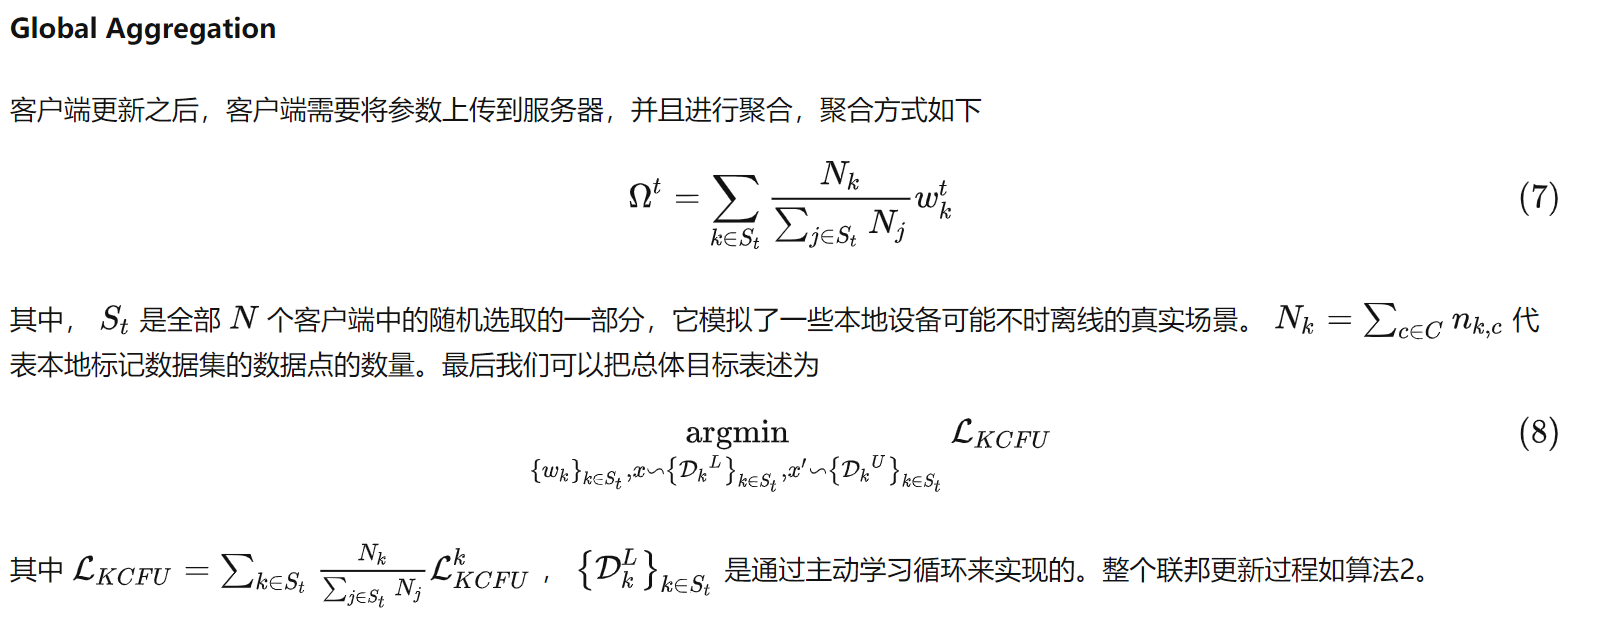 Global Aggregation
客户端更新之后，客户端需要将参数上传到服务器，并且进行聚合，聚合方式如下
$$\Omega^t = \sum_{k \in S_t} \frac{N_k}{\sum_{j \in S_t} N_j} w_k^t \quad (7)$$
其中， $S_t$ 是全部 $N$ 个客户端中的随机选取的一部分，它模拟了一些本地设备可能不时离线的真实场景。 $N_k = \sum_{c \in C} n_{k,c}$ 代
表本地标记数据集的数据点的数量。最后我们可以把总体目标表述为
$$\underset{\{w_k\}_{k \in S_t}, x \backsim \{\mathcal{D}_k{}^L\}_{k \in S_t}, x' \backsim \{\mathcal{D}_k{}^U\}_{k \in S_t}}{\operatorname{argmin}} \mathcal{L}_{KCFU} \quad (8)$$
其中 $\mathcal{L}_{KCFU} = \sum_{k \in S_t} \frac{N_k}{\sum_{j \in S_t} N_j} \mathcal{L}_{KCFU}^k$ ， $\{\mathcal{D}_k^L\}_{k \in S_t}$ 是通过主动学习循环来实现的。整个联邦更新过程如算法2。